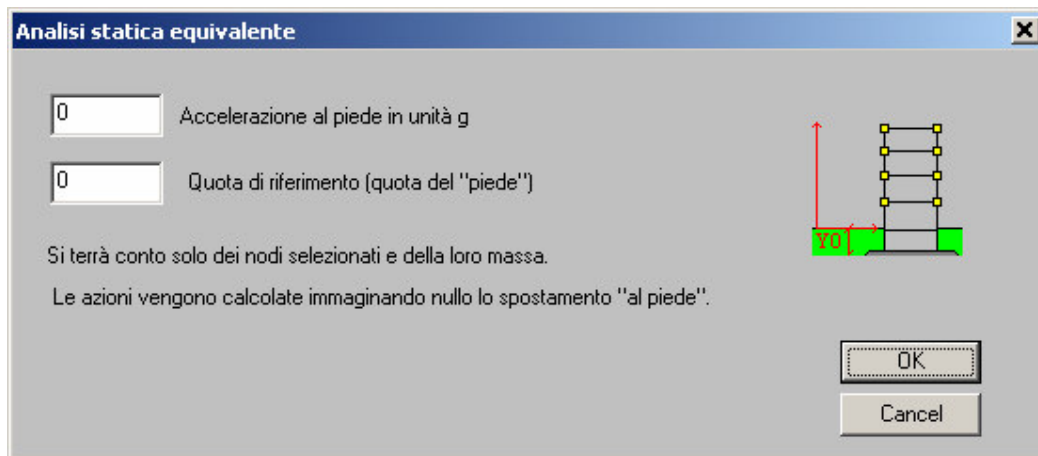 Analisi statica equivalente
0 Accelerazione al piede in unità g
0 Quota di riferimento (quota del "piede")
Y0
Si terrà conto solo dei nodi selezionati e della loro massa.
Le azioni vengono calcolate immaginando nullo lo spostamento "al piede".
OK
Cancel